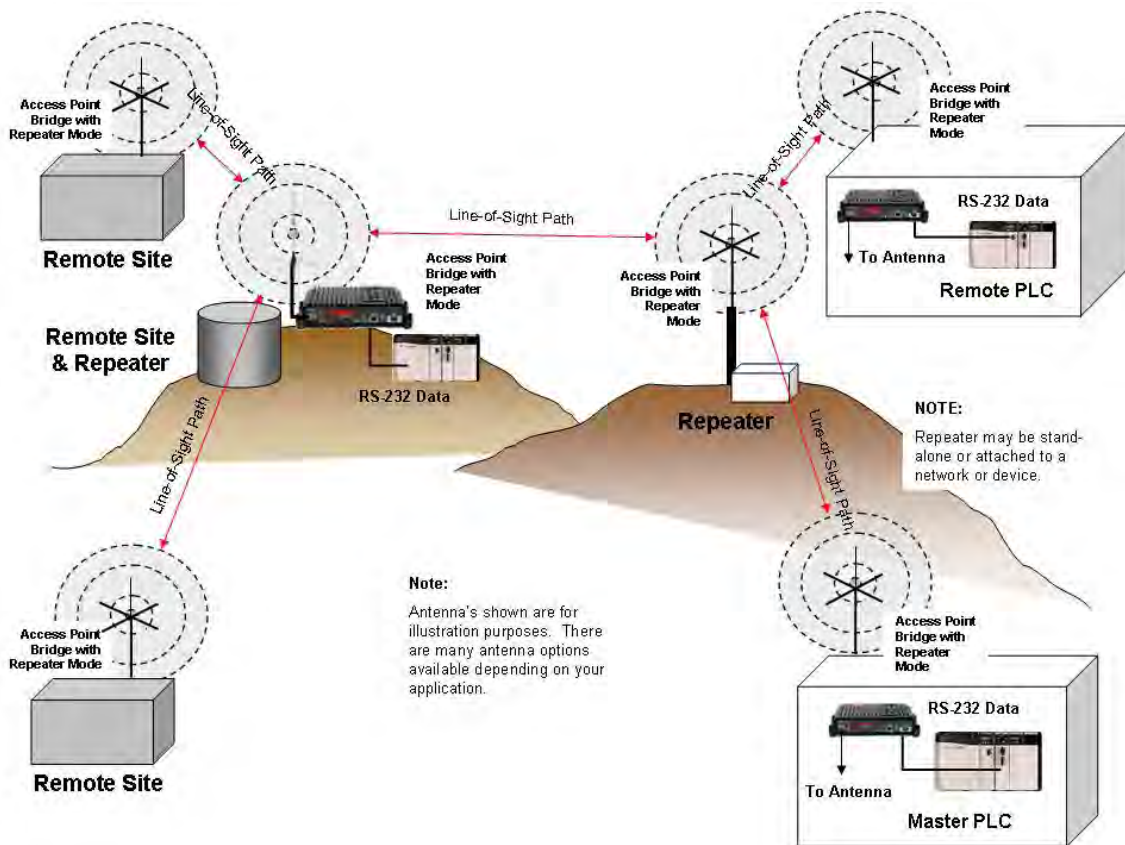 Access Point
Bridge with
Repeater Mode
Remote Site
Line-of-Sight Path
Line-of-Sight Path
Access Point
Bridge with
Repeater
Mode
Remote Site
& Repeater
RS-232 Data
Line-of-Sight Path
Access Point
Bridge with
Repeater
Mode
RS-232 Data
To Antenna
Remote PLC
Line-of-Sight Path
Access Point
Bridge with
Repeater
Mode
Repeater
NOTE:
Repeater may be stand-
alone or attached to a
network or device.
Line-of-Sight Path
Line-of-Sight Path
Access Point
Bridge with
Repeater Mode
Remote Site
Note:
Antenna's shown are for
illustration purposes. There
are many antenna options
available depending on your
application.
Access Point
Bridge with
Repeater
Mode
RS-232 Data
To Antenna
Master PLC